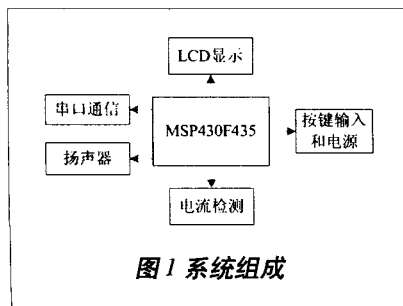 LCD显示
串口通信
MSP430F435
按键输入
和电源
扬声器
电流检测
图1 系统组成